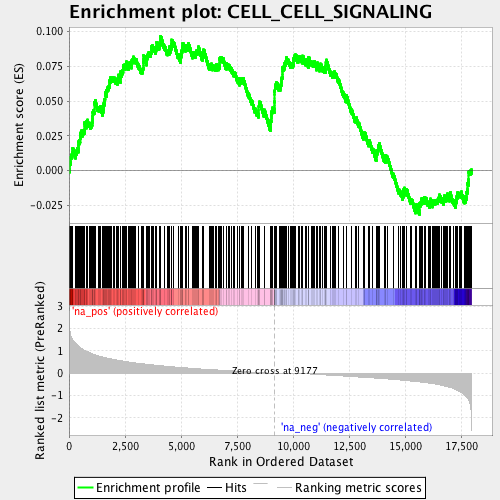 Enrichment plot: CELL_CELL_SIGNALING
Enrichment score (ES)
0.100
0.075
0.050
0.025
0.000
-0.025
'na_pos' (positively correlated)
Ranked list metric (PreRanked)
3
2
1
0
-1
-2
Zero cross at 9177
'na_neg' (negatively correlated)
0
2,500
5,000
7,500
10,000
12,500
15,000
17,500
Rank in Ordered Dataset
Enrichment profile
Hits
Ranking metric scores